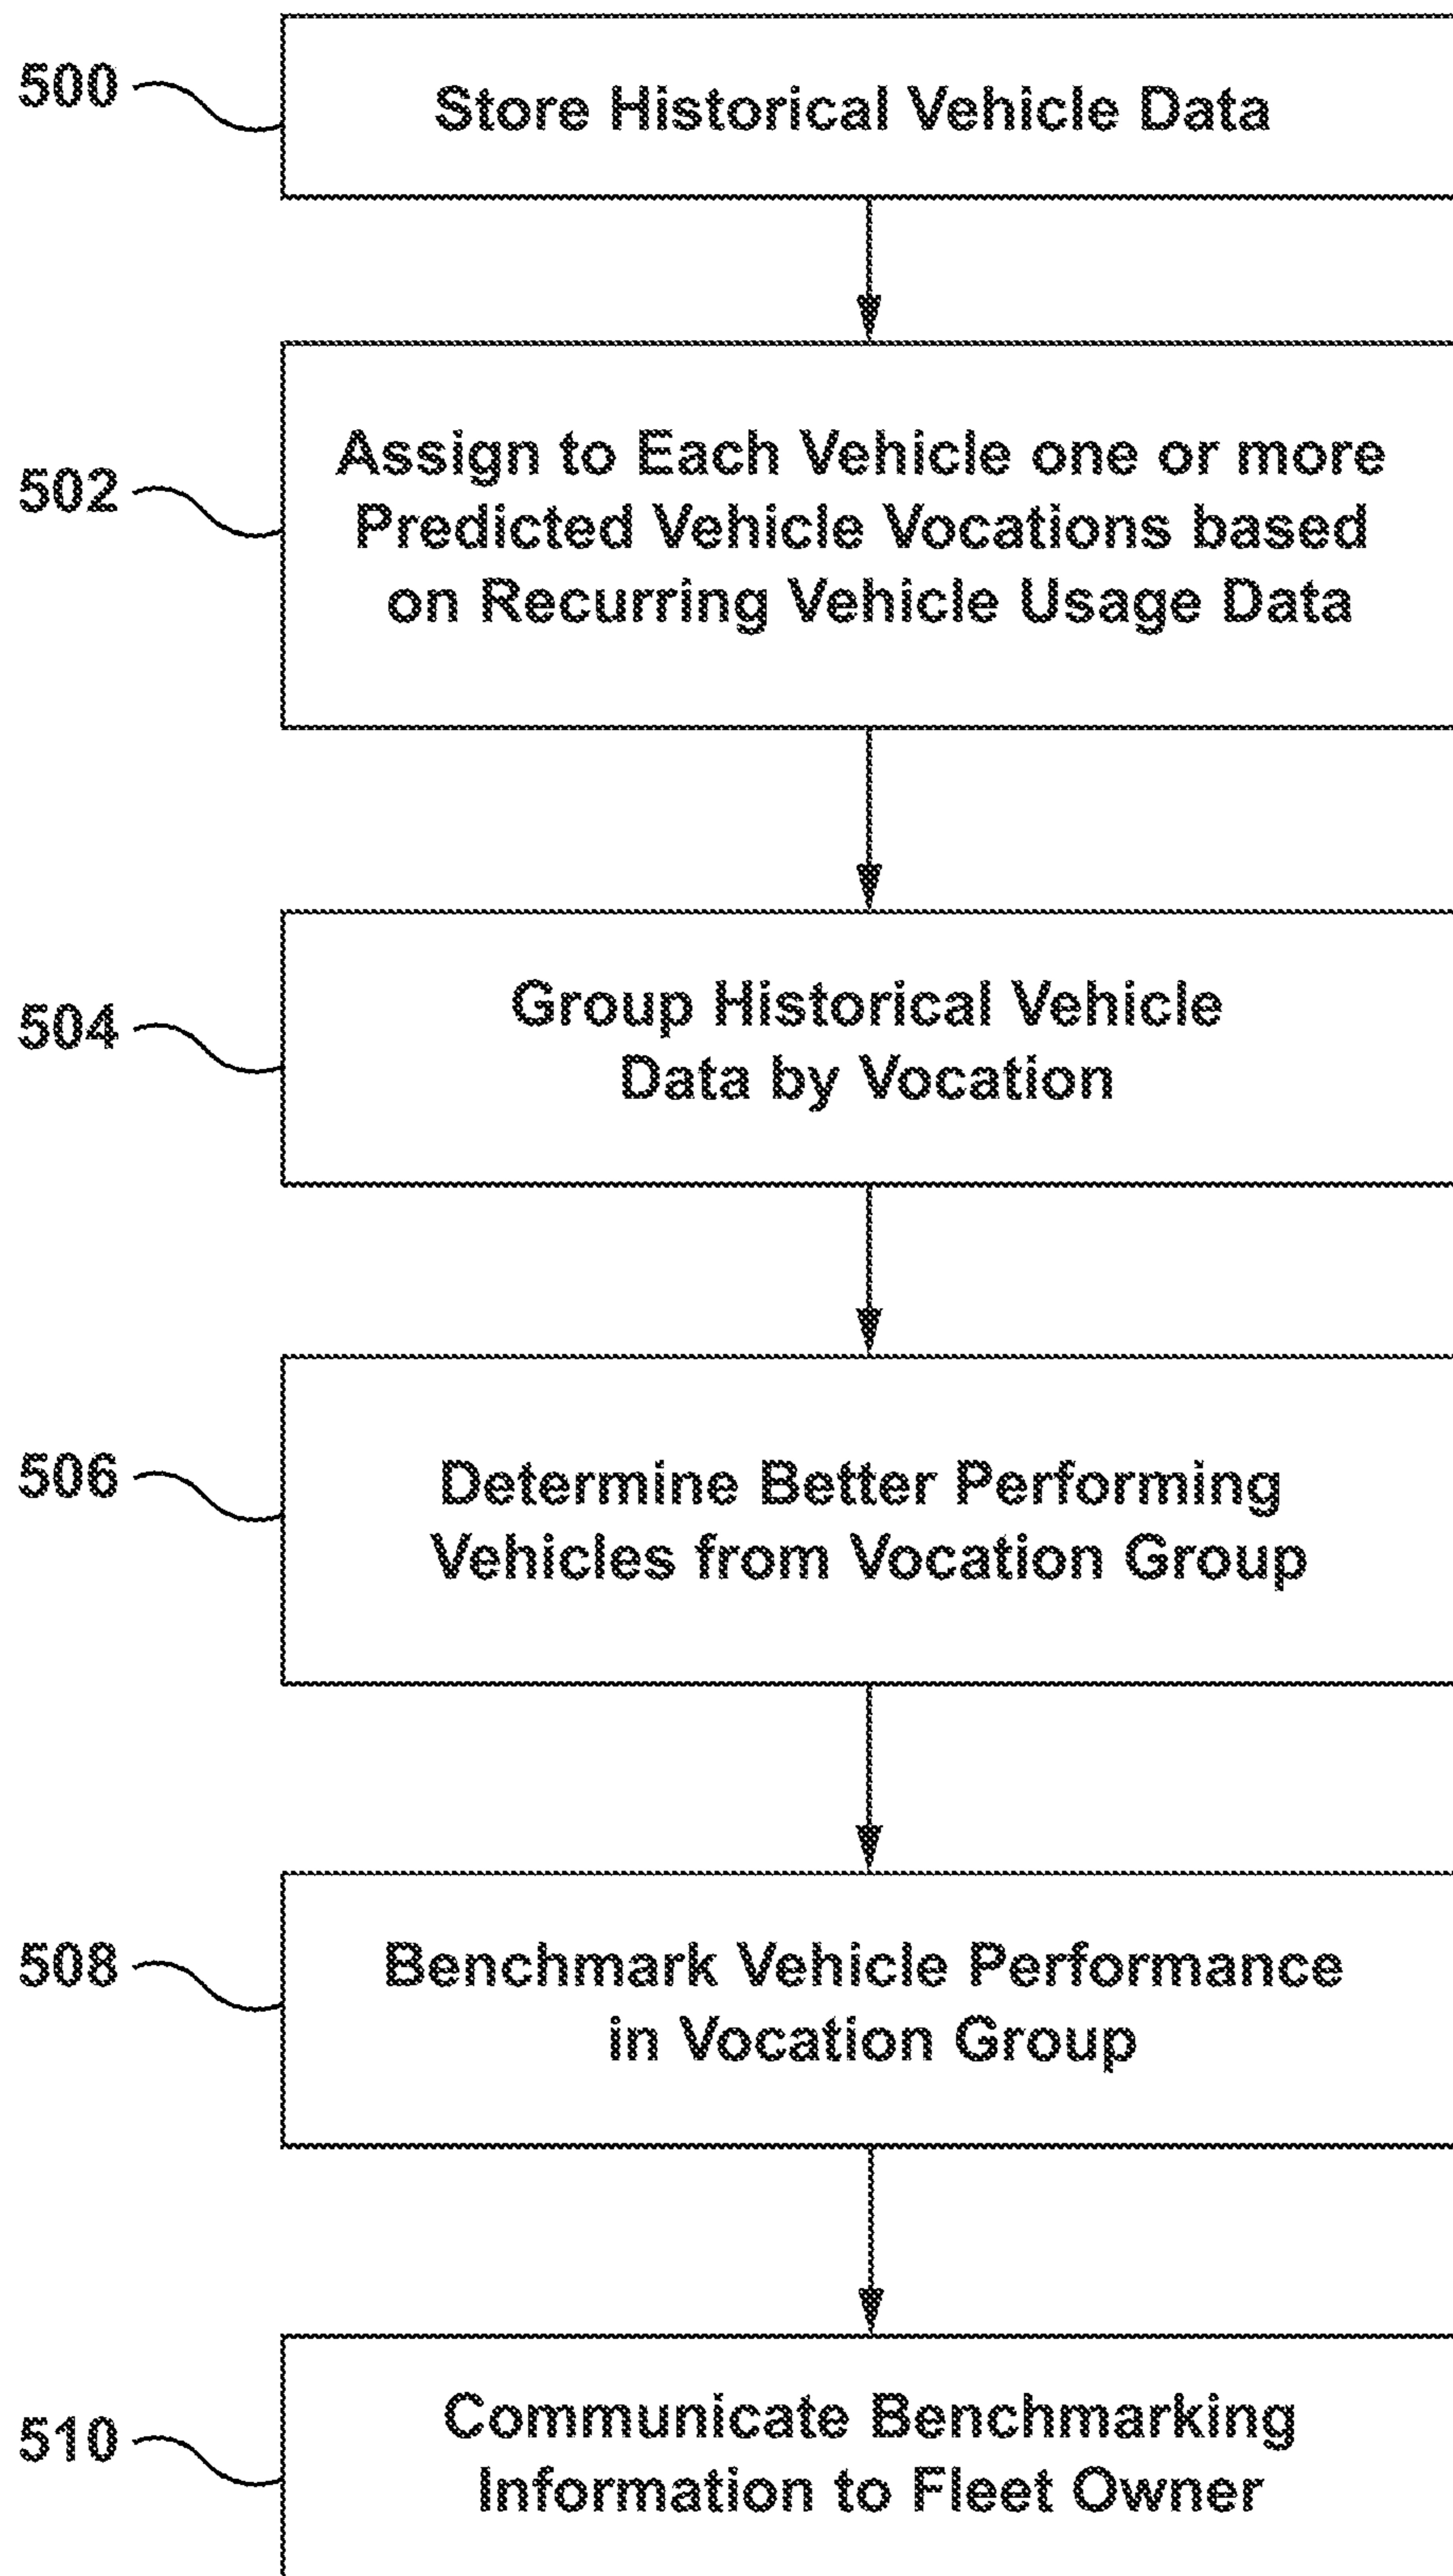 500
Store Historical Vehicle Data
502
Assign to Each Vehicle one or more
Predicted Vehicle Vocations based
on Recurring Vehicle Usage Data
504
Group Historical Vehicle
Data by Vocation
506
Determine Better Performing
Vehicles from Vocation Group
508
Benchmark Vehicle Performance
in Vocation Group
510
Communicate Benchmarking
Information to Fleet Owner